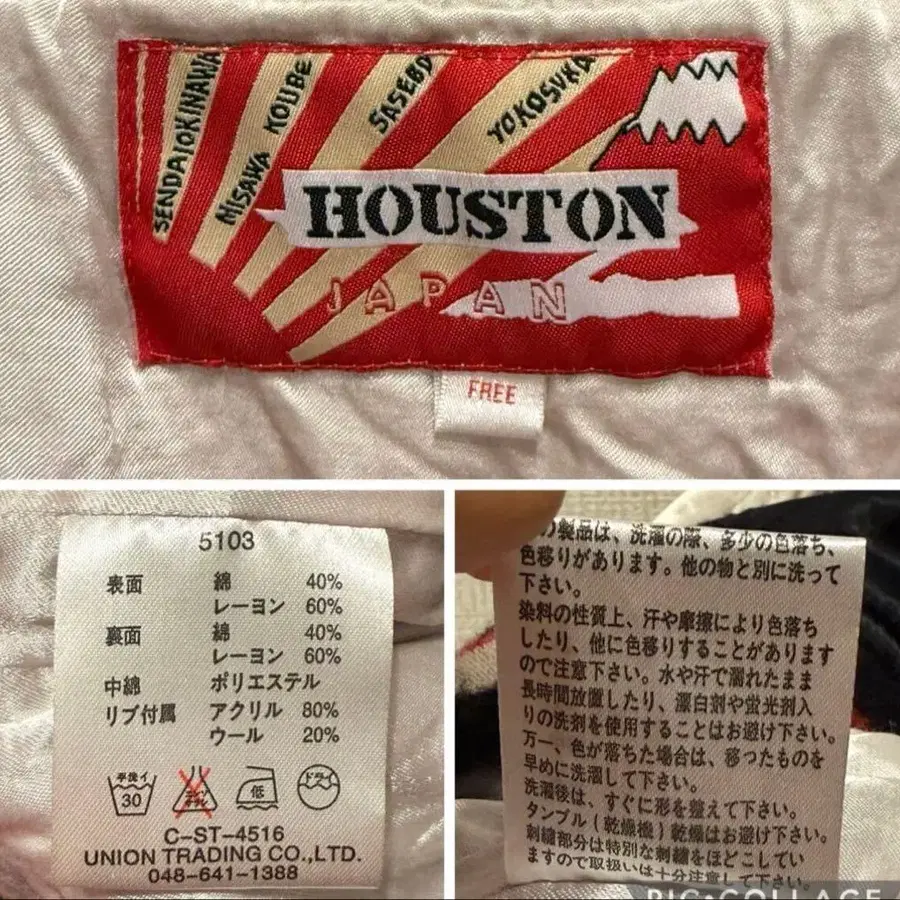 SENDAI OKINAWA
MISAWA KOUBE
SASEBO
YOKOSUKA
HOUSTON
JAPAN
FREE
5103
表面 綿 40%
レーヨン 60%
裏面 綿 40%
レーヨン 60%
中綿 ポリエステル
リブ付属 アクリル 80%
ウール 20%
手洗イ 30 低 ドライ
C-ST-4516
UNION TRADING CO.,LTD.
048-641-1388
の製品は、洗濯の際、多少の色落ち、
色移りがあります。他の物と別に洗って
下さい。
染料の性質上、汗や摩擦により色落ち
したり、他に色移りすることがあります
ので注意下さい。水や汗で濡れたまま
長時間放置したり、漂白剤や蛍光剤入
りの洗剤を使用することはお避け下さい。
万一、色が落ちた場合は、移ったものを
早めに洗濯して下さい。
洗濯後は、すぐに形を整えて下さい。
タンブル(乾燥機)乾燥はお避け下さい。
刺繍部分は特別な刺繍をほどこしてい
ますので取扱いは十分注意して下さい。
PIC•COLLAGE